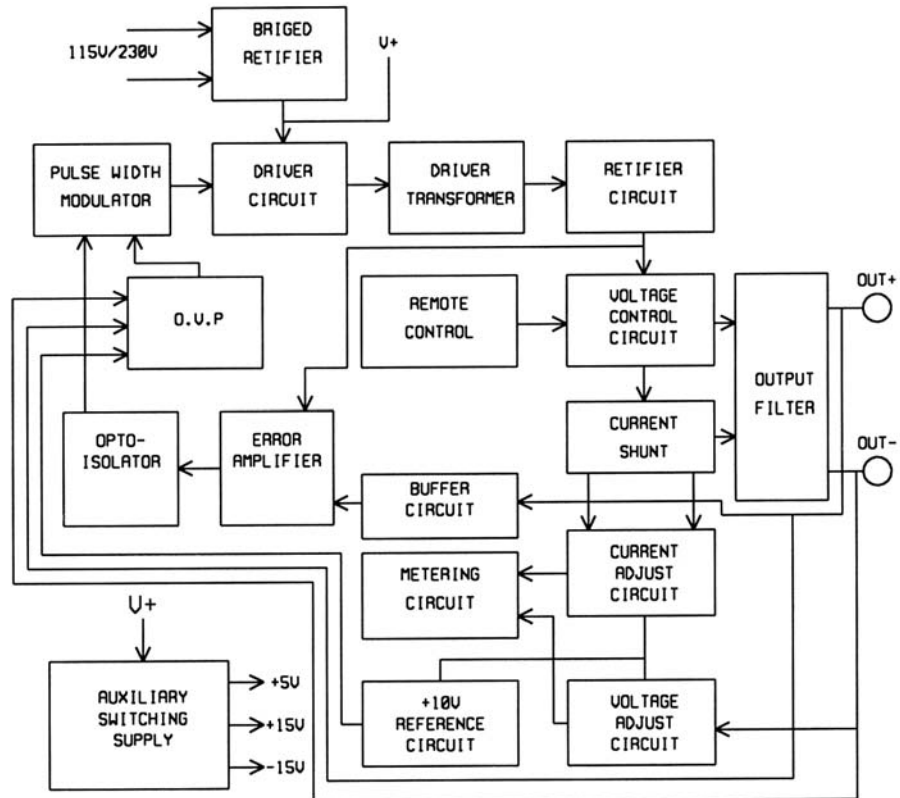 BRIGED
RETIFIER
115V/230V
V+
PULSE WIDTH
MODULATOR
DRIVER
CIRCUIT
DRIVER
TRANSFORMER
RETIFIER
CIRCUIT
O.V.P
REMOTE
CONTROL
VOLTAGE
CONTROL
CIRCUIT
OUT+
OUTPUT
FILTER
OPTO-
ISOLATOR
ERROR
AMPLIFIER
CURRENT
SHUNT
OUT-
BUFFER
CIRCUIT
METERING
CIRCUIT
CURRENT
ADJUST
CIRCUIT
V+
AUXILIARY
SWITCHING
SUPPLY
+5V
+15V
-15V
+10V
REFERENCE
CIRCUIT
VOLTAGE
ADJUST
CIRCUIT